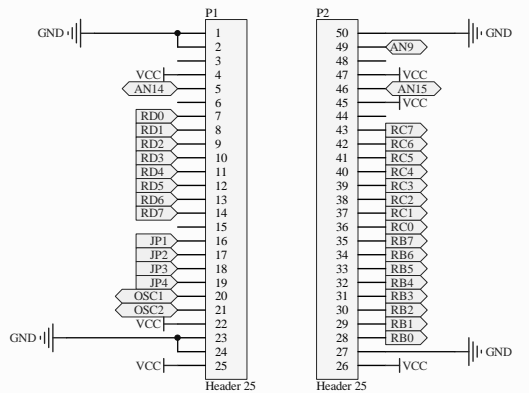 P1 P2
GND 1 50 GND
2 49 AN9
3 48
VCC 4 47 VCC
AN14 5 46 AN15
6 45 VCC
RD0 7 44
RD1 8 43 RC7
RD2 9 42 RC6
RD3 10 41 RC5
RD4 11 40 RC4
RD5 12 39 RC3
RD6 13 38 RC2
RD7 14 37 RC1
15 36 RC0
JP1 16 35 RB7
JP2 17 34 RB6
JP3 18 33 RB5
JP4 19 32 RB4
OSC1 20 31 RB3
OSC2 21 30 RB2
VCC 22 29 RB1
GND 23 28 RB0
24 27 GND
VCC 25 26 VCC
Header 25 Header 25